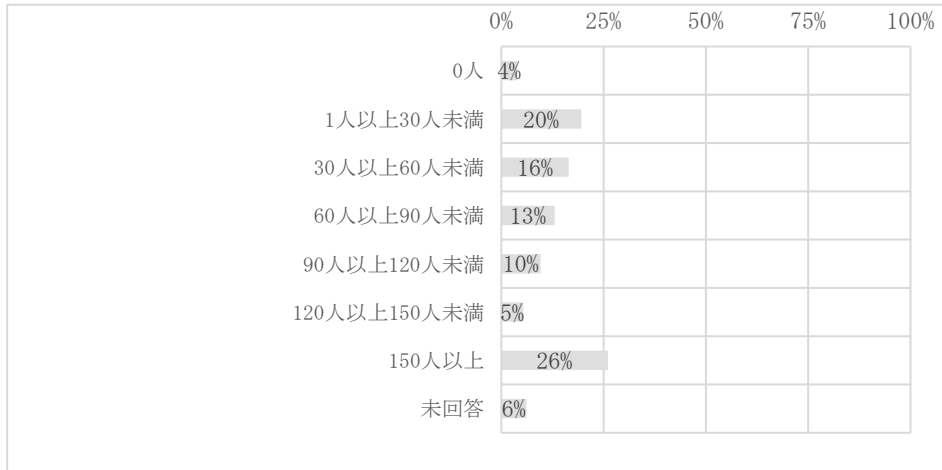 0% 25% 50% 75% 100%
0人 4%
1人以上30人未満 20%
30人以上60人未満 16%
60人以上90人未満 13%
90人以上120人未満 10%
120人以上150人未満 5%
150人以上 26%
未回答 6%